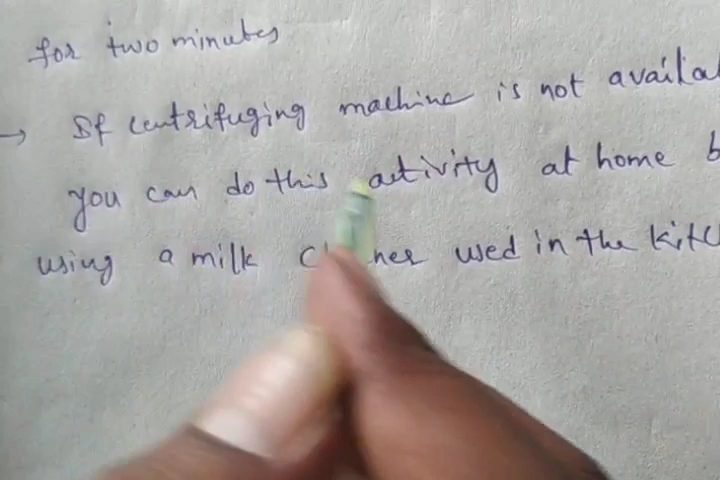 for two minutes
→ If centrifuging machine is not
you can do this activity at home
using a milk used in the